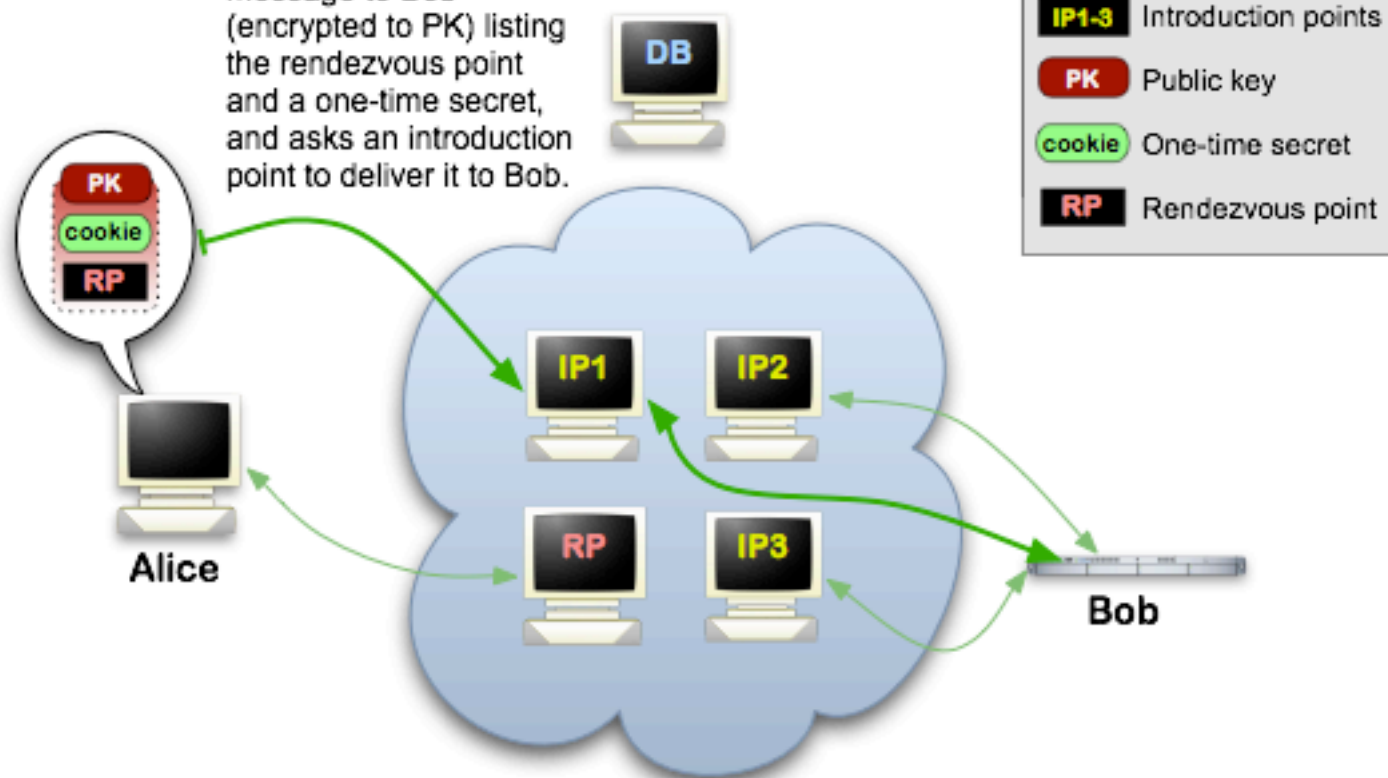 (encrypted to PK) listing
the rendezvous point
and a one-time secret,
and asks an introduction
point to deliver it to Bob.
DB
IP1-3 Introduction points
PK Public key
cookie One-time secret
RP Rendezvous point
PK
cookie
RP
IP1
IP2
RP
IP3
Alice
Bob